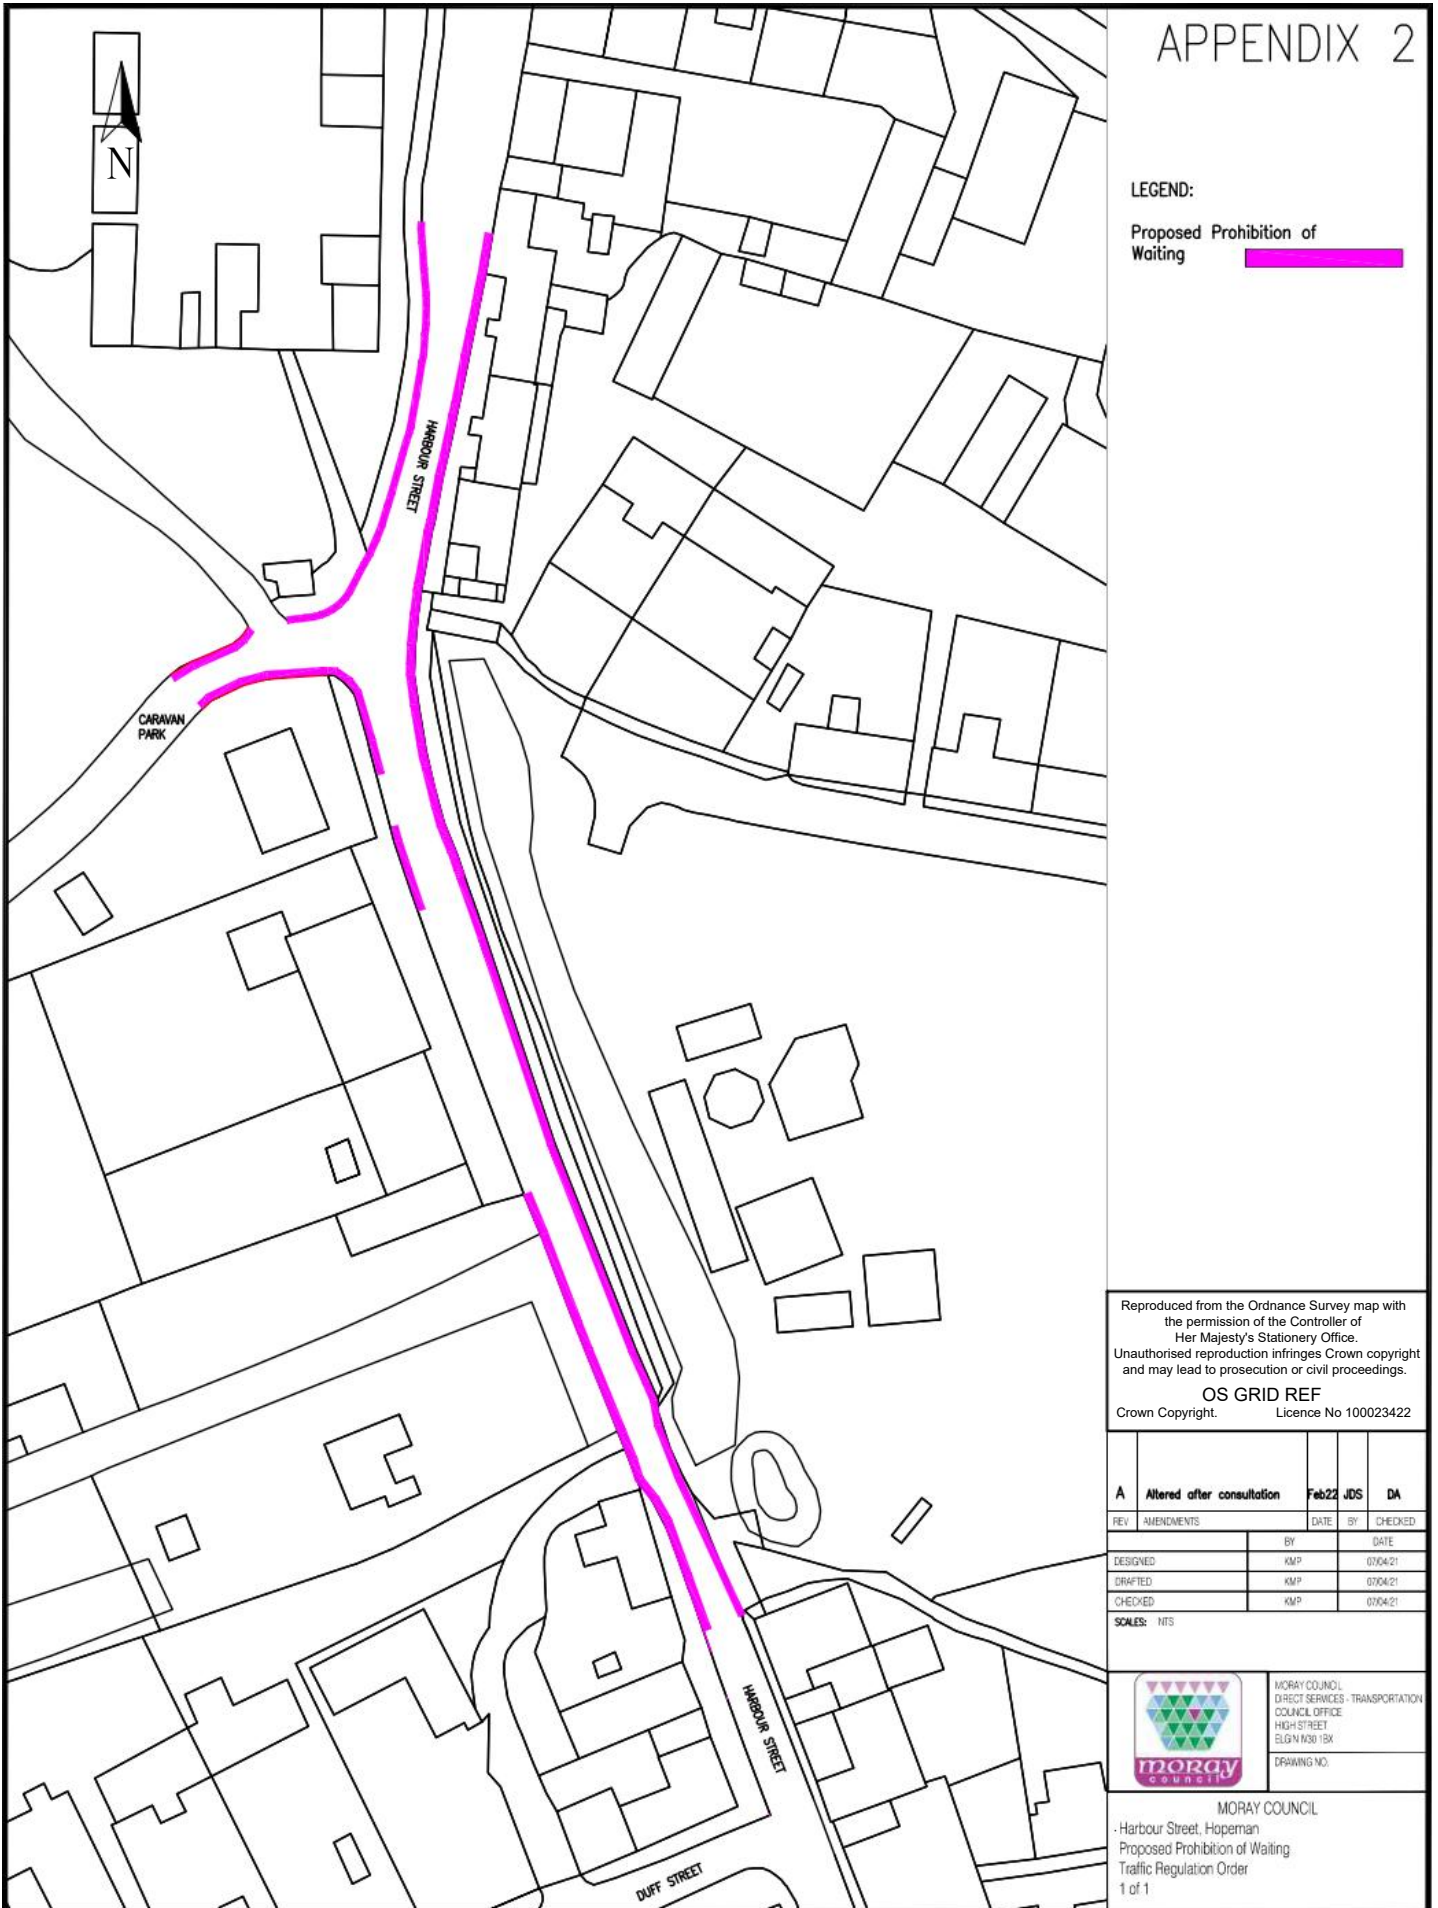 APPENDIX 2
N
LEGEND:
Proposed Prohibition of
Waiting
HARBOUR STREET
CARAVAN
PARK
HARBOUR STREET
DUFF STREET
Reproduced from the Ordnance Survey map with
the permission of the Controller of
Her Majesty's Stationery Office.
Unauthorised reproduction infringes Crown copyright
and may lead to prosecution or civil proceedings.
OS GRID REF
Crown Copyright. Licence No 100023422
A Altered after consultation Feb22 JDS DA
REV AMENDMENTS DATE BY CHECKED
BY DATE
DESIGNED KMP 07/04/21
DRAFTED KMP 07/04/21
CHECKED KMP 07/04/21
SCALES: NTS
moray
council
MORAY COUNCIL
DIRECT SERVICES - TRANSPORTATION
COUNCIL OFFICE
HIGH STREET
ELGIN IV30 1BX
DRAWING NO.
MORAY COUNCIL
Harbour Street, Hopeman
Proposed Prohibition of Waiting
Traffic Regulation Order
1 of 1